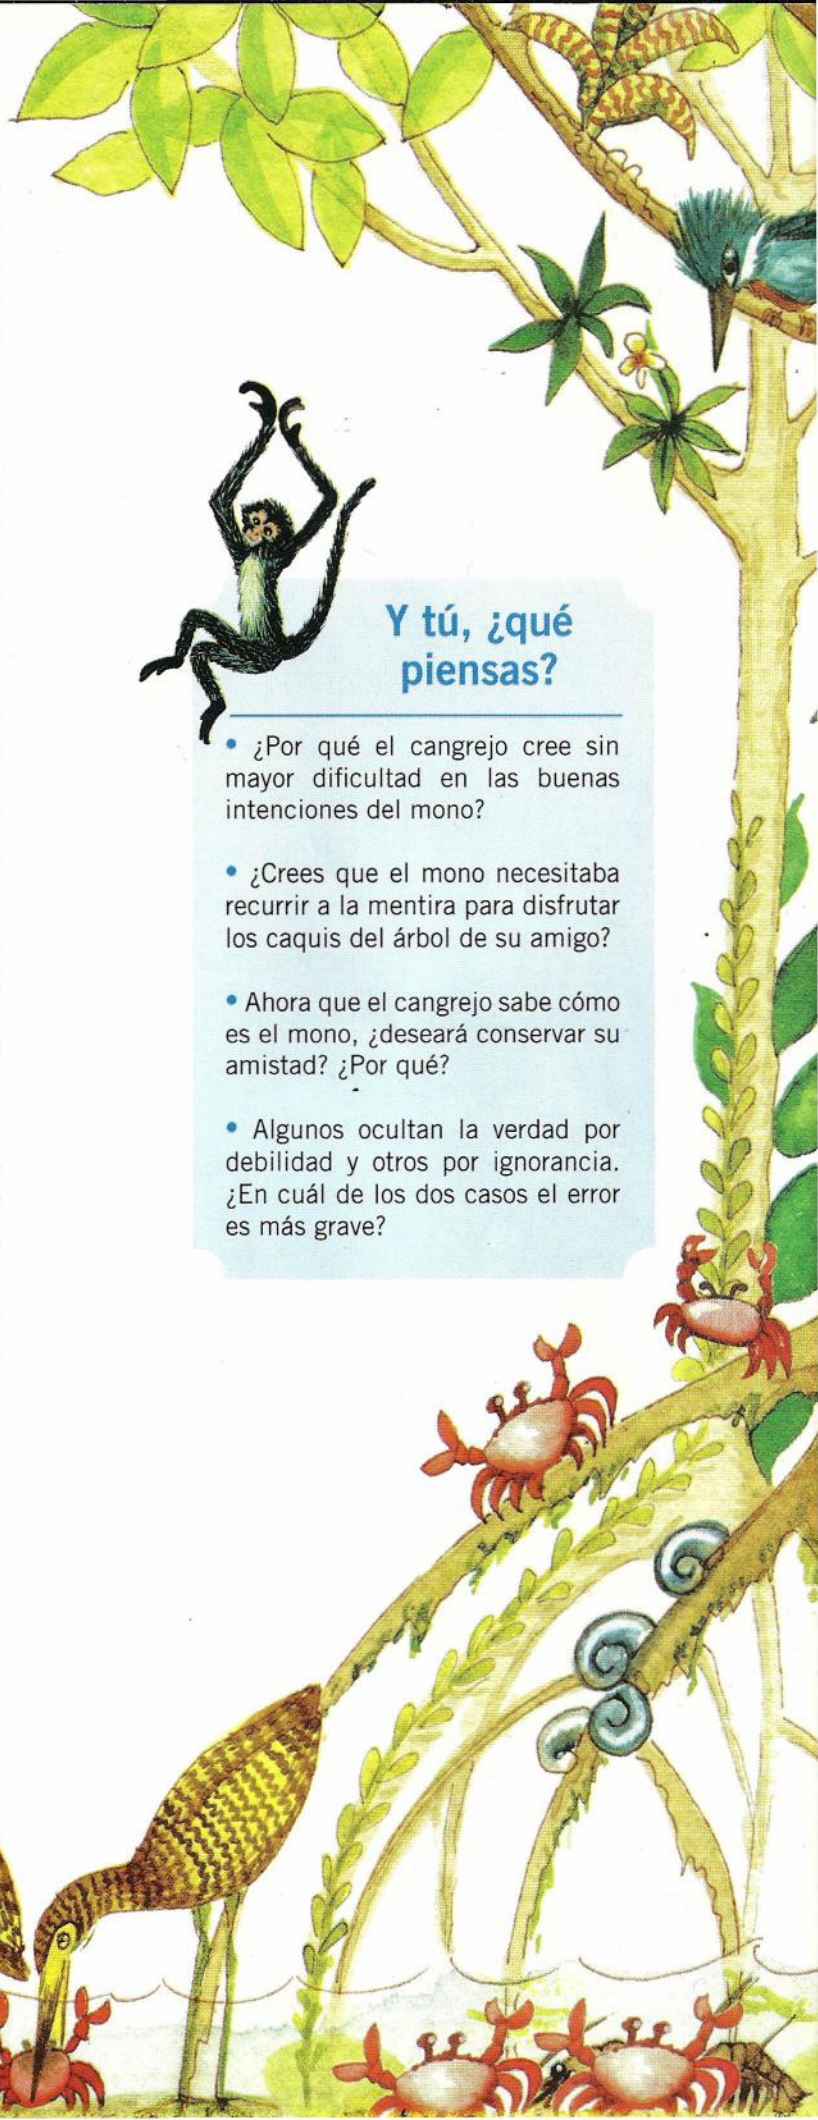 Y tú, ¿qué
piensas?
• ¿Por qué el cangrejo cree sin
mayor dificultad en las buenas
intenciones del mono?
• ¿Crees que el mono necesitaba
recurrir a la mentira para disfrutar
los caquis del árbol de su amigo?
• Ahora que el cangrejo sabe cómo
es el mono, ¿deseará conservar su
amistad? ¿Por qué?
• Algunos ocultan la verdad por
debilidad y otros por ignorancia.
¿En cuál de los dos casos el error
es más grave?